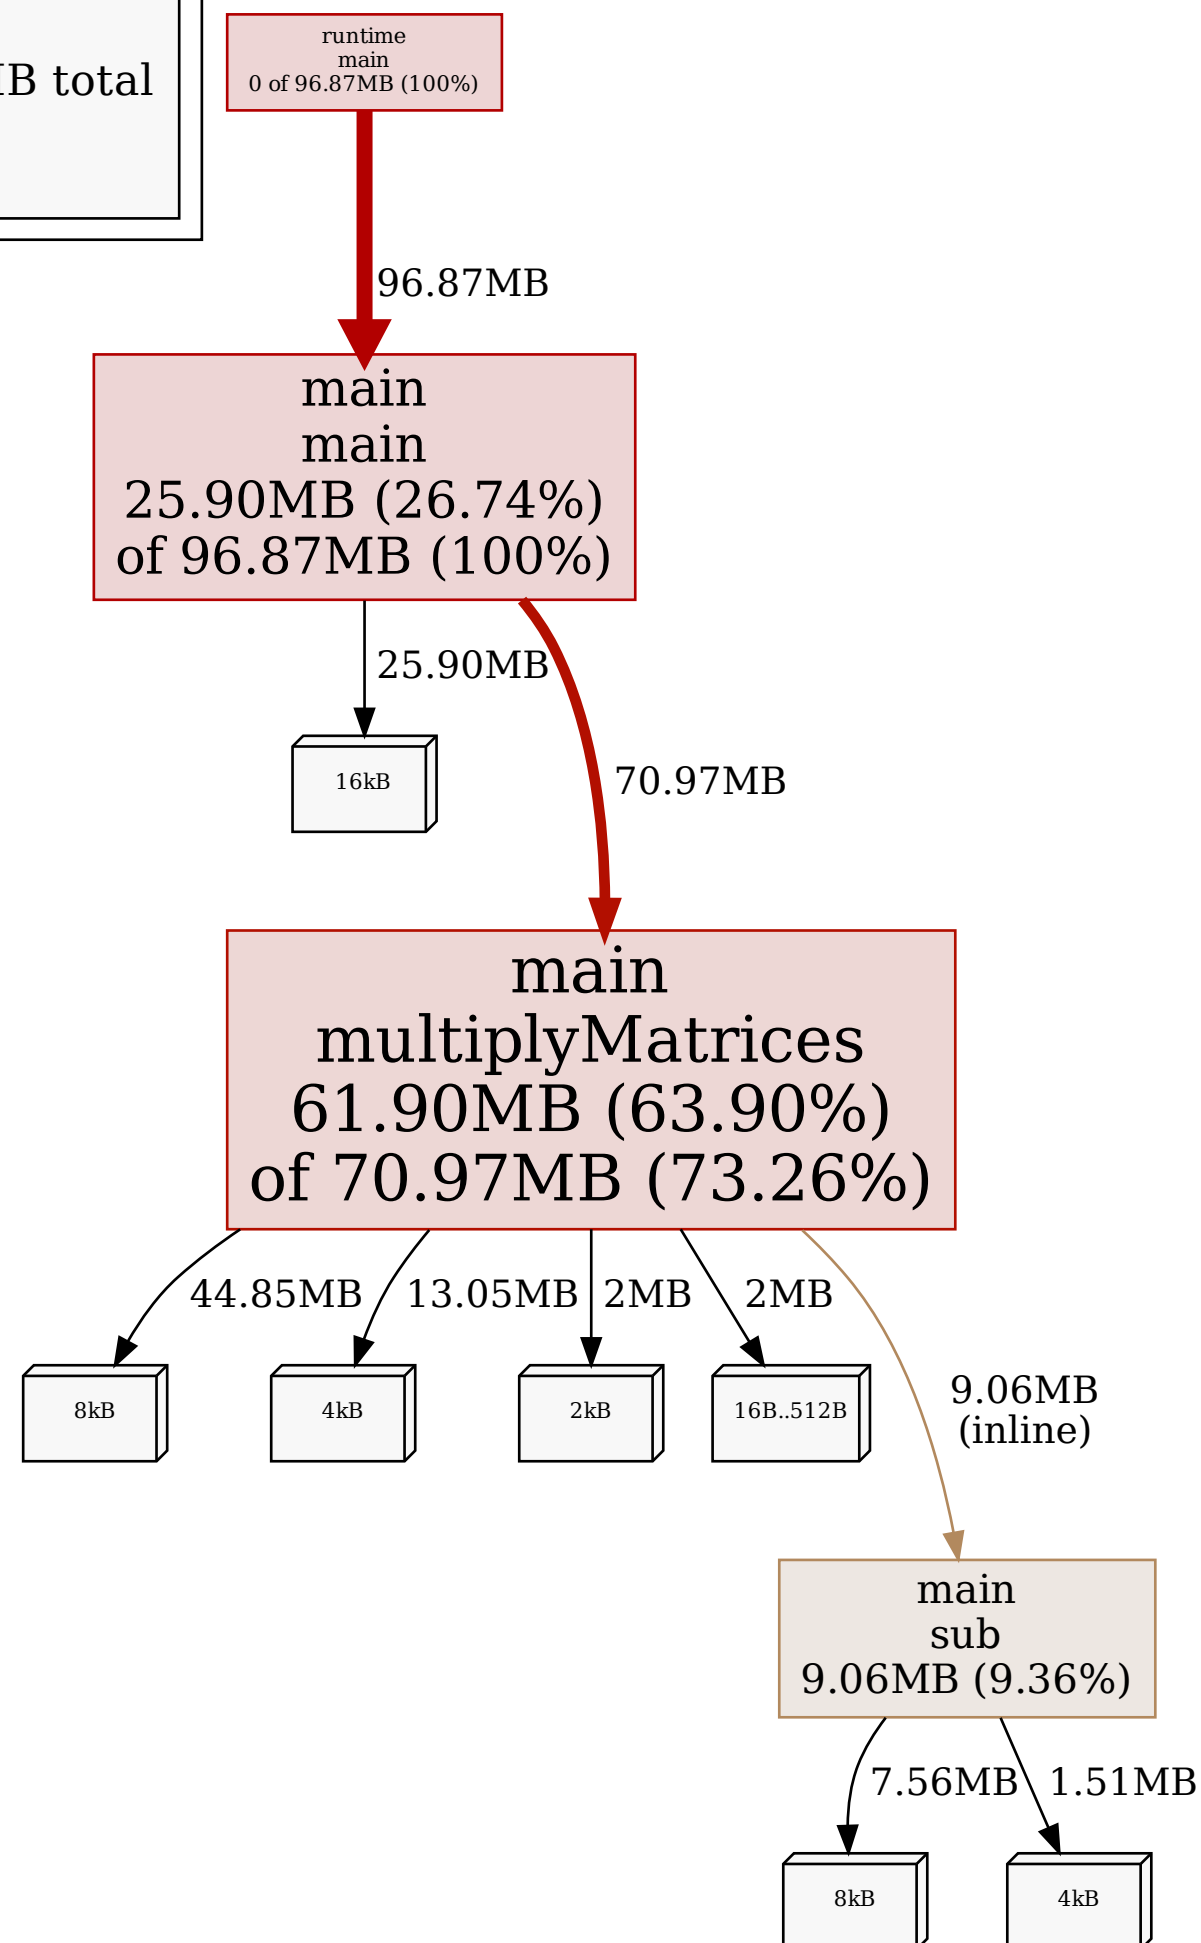 total
runtime
main
0 of 96.87MB (100%)
96.87MB
main
main
25.90MB (26.74%)
of 96.87MB (100%)
25.90MB
16kB
70.97MB
main
multiplyMatrices
61.90MB (63.90%)
of 70.97MB (73.26%)
44.85MB
13.05MB
2MB
2MB
8kB
4kB
2kB
16B..512B
9.06MB
(inline)
main
sub
9.06MB (9.36%)
7.56MB
1.51MB
8kB
4kB